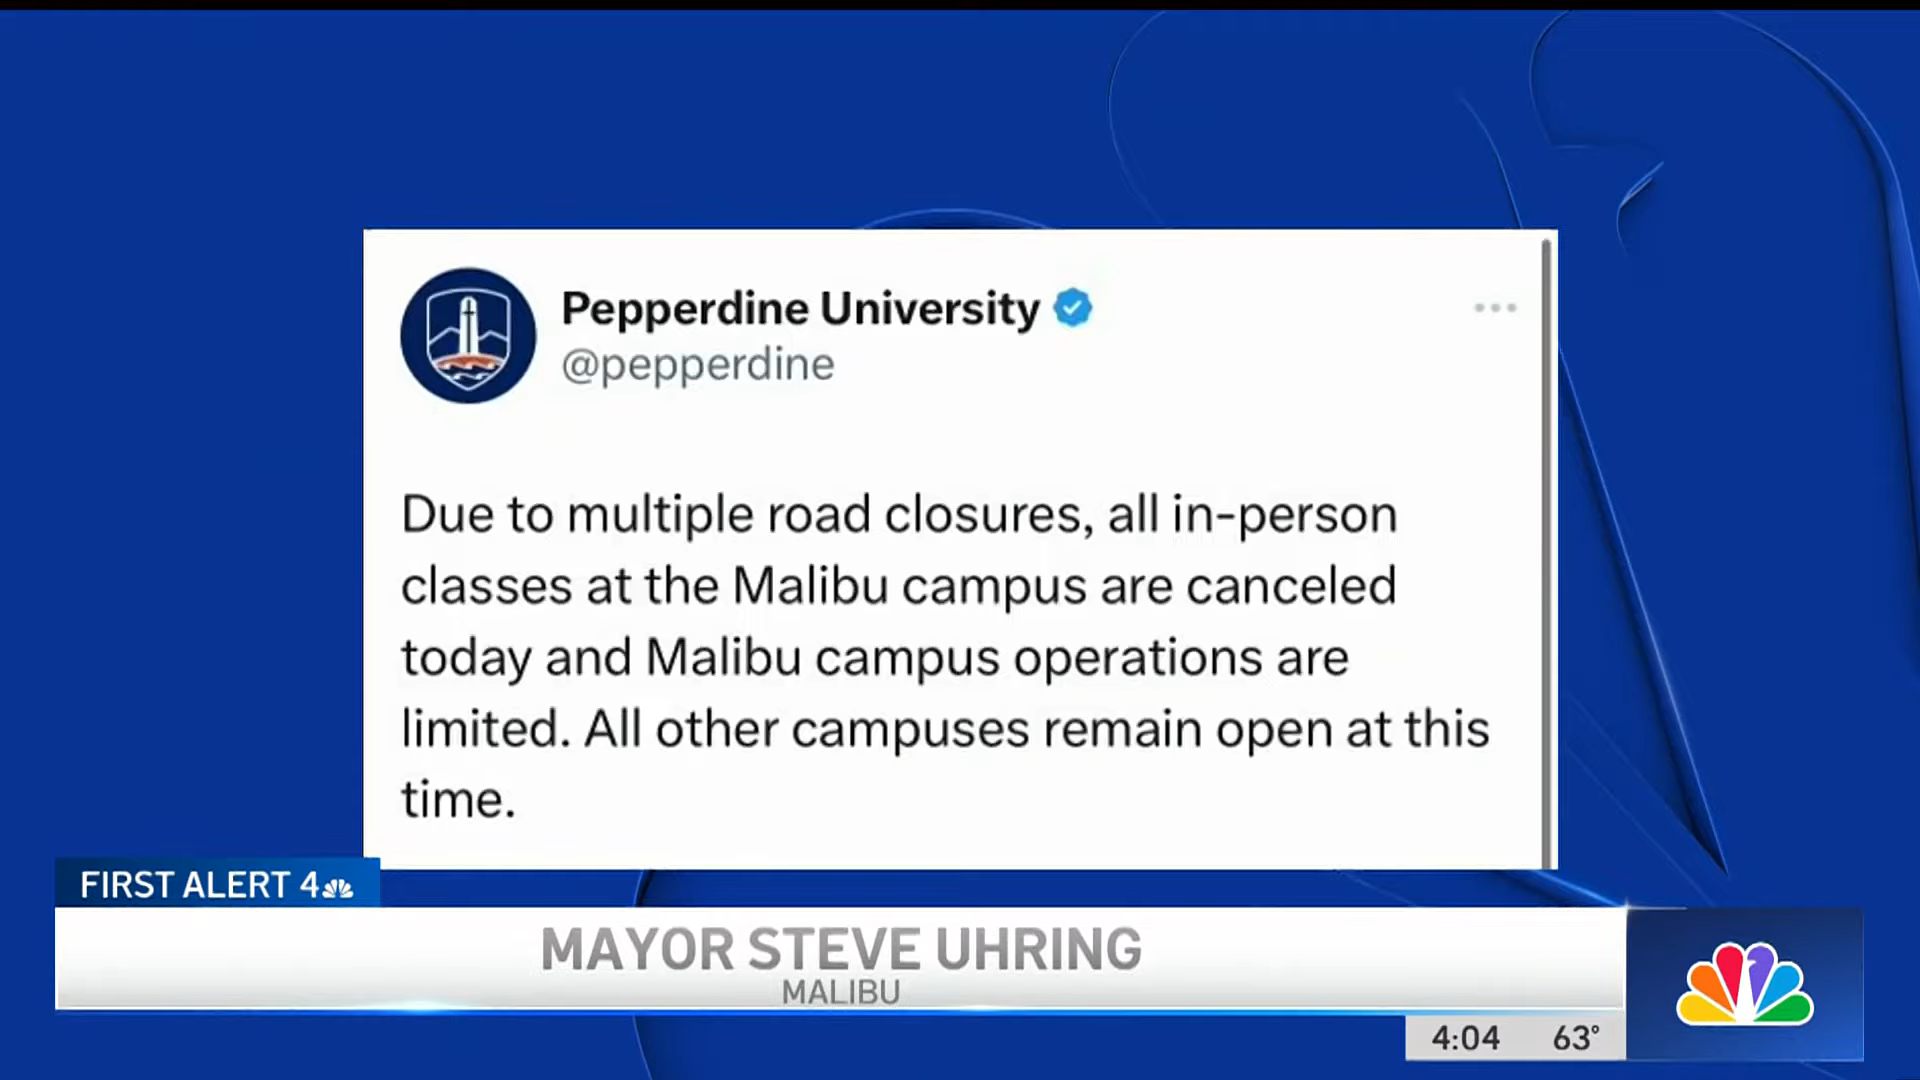 Pepperdine University
@pepperdine
Due to multiple road closures, all in-person
classes at the Malibu campus are canceled
today and Malibu campus operations are
limited. All other campuses remain open at this
time.
FIRST ALERT 4
MAYOR STEVE UHRING
MALIBU
4:04 63°